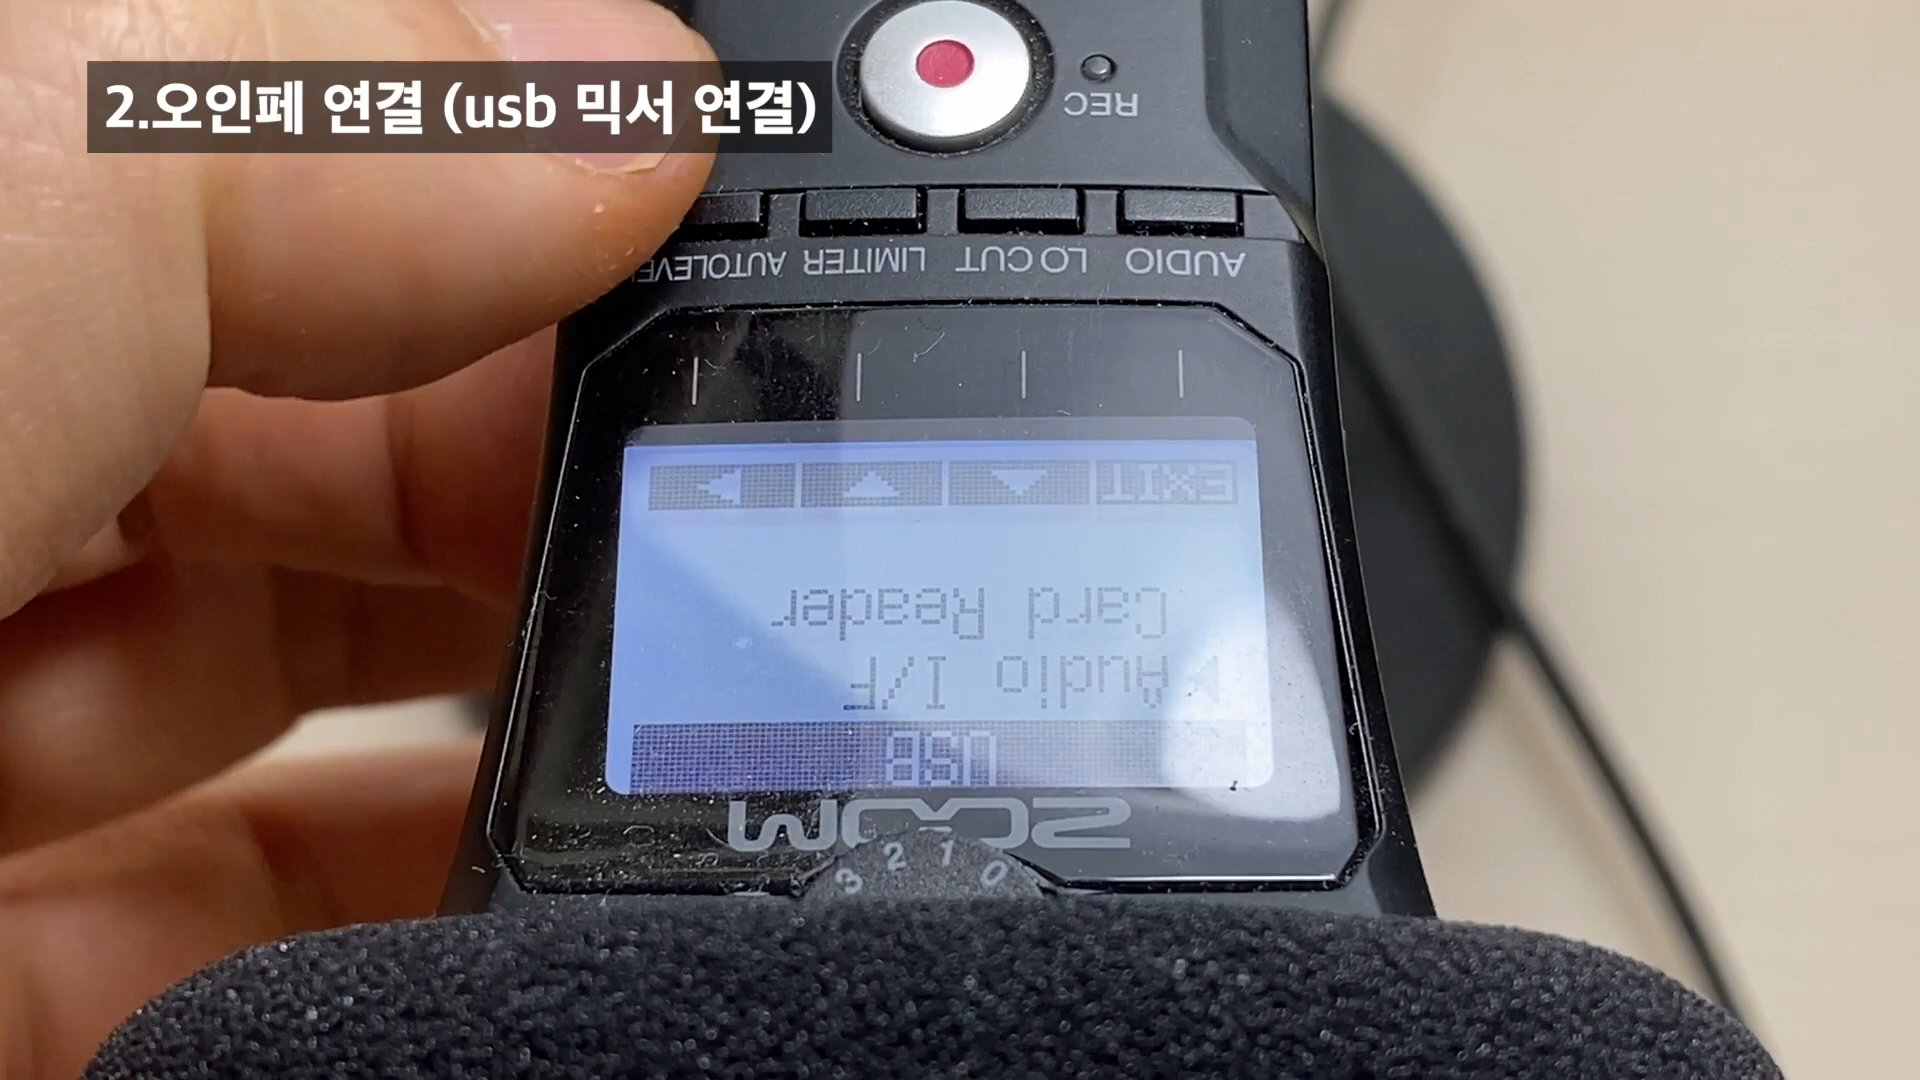 2.오인페 연결 (usb 믹서 연결)
REC
AUDIO LO CUT LIMITER AUTOLEVE
EXIT
Card Reader
Audio I/F
USB
zoom
3 2 1 0